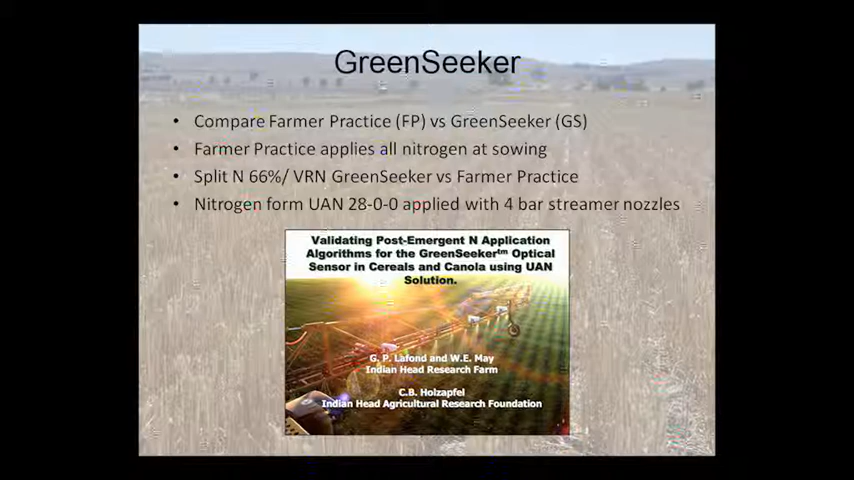 GreenSeeker
• Compare Farmer Practice (FP) vs GreenSeeker (GS)
• Farmer Practice applies all nitrogen at sowing
• Split N 66%/ VRN GreenSeeker vs Farmer Practice
• Nitrogen form UAN 28-0-0 applied with 4 bar streamer nozzles
Validating Post-Emergent N Application
Algorithms for the GreenSeeker™ Optical
Sensor in Cereals and Canola using UAN
Solution.
G. P. Lafond and W.E. May
Indian Head Research Farm
C.B. Holzapfel
Indian Head Agricultural Research Foundation